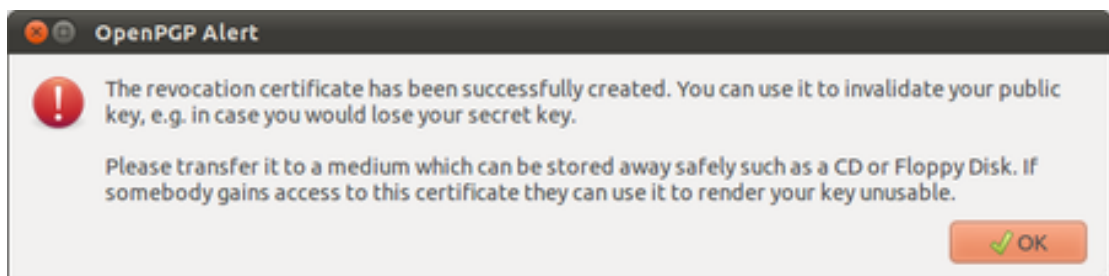 OpenPGP Alert
The revocation certificate has been successfully created. You can use it to invalidate your public
key, e.g. in case you would lose your secret key.
Please transfer it to a medium which can be stored away safely such as a CD or Floppy Disk. If
somebody gains access to this certificate they can use it to render your key unusable.
OK